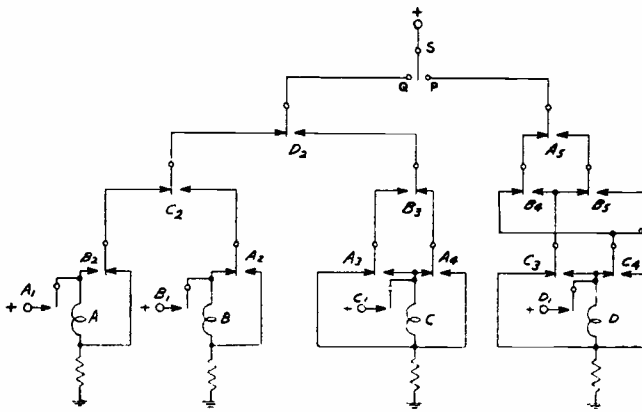 +
S
Q P
D2
A5
C2
B3
B4 B5
B2 A2 A3 A4 C3 C4
A1 B1 C1 D1
+ + + +
A B C D